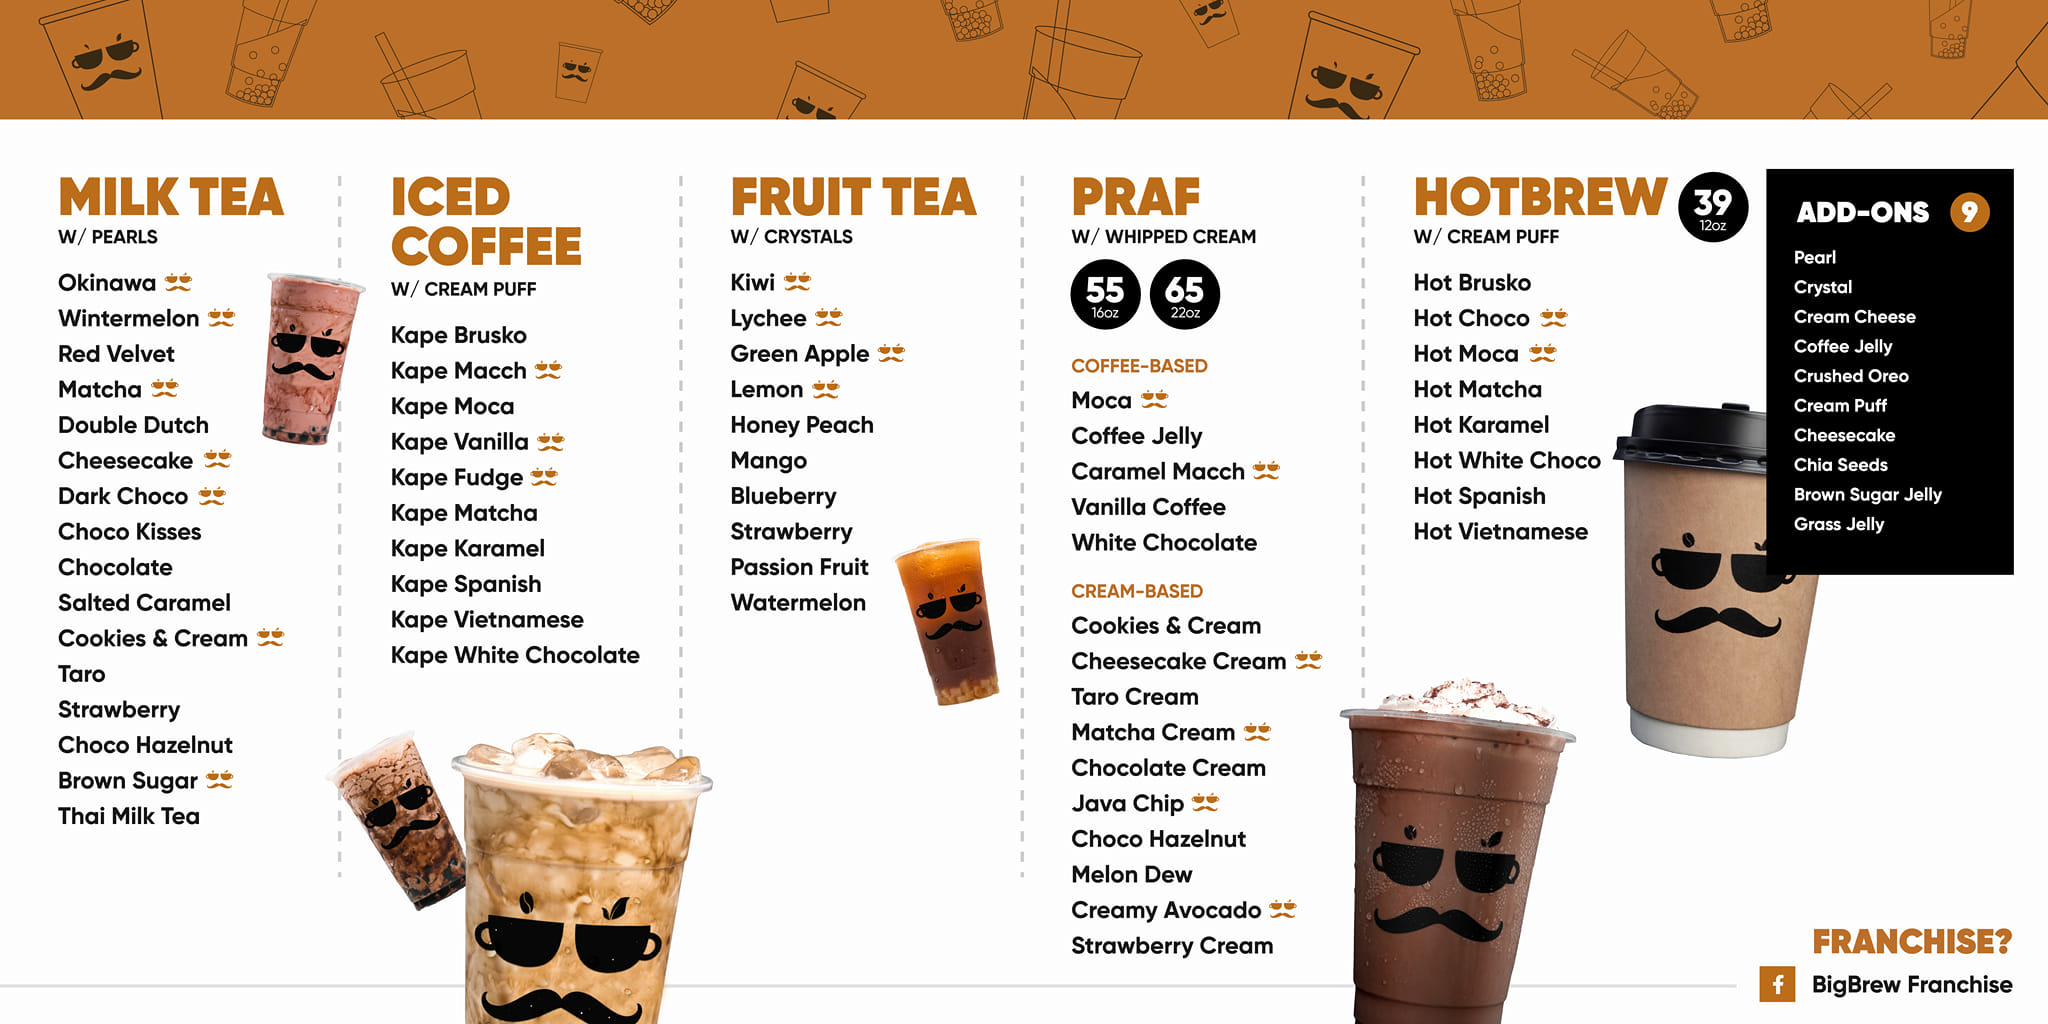 MILK TEA
W/ PEARLS
Okinawa
Wintermelon
Red Velvet
Matcha
Double Dutch
Cheesecake
Dark Choco
Choco Kisses
Chocolate
Salted Caramel
Cookies & Cream
Taro
Strawberry
Choco Hazelnut
Brown Sugar
Thai Milk Tea
ICED
COFFEE
W/ CREAM PUFF
Kape Brusko
Kape Macch
Kape Moca
Kape Vanilla
Kape Fudge
Kape Matcha
Kape Karamel
Kape Spanish
Kape Vietnamese
Kape White Chocolate
FRUIT TEA
W/ CRYSTALS
Kiwi
Lychee
Green Apple
Lemon
Honey Peach
Mango
Blueberry
Strawberry
Passion Fruit
Watermelon
PRAF
W/ WHIPPED CREAM
55 65
16oz 22oz
COFFEE-BASED
Moca
Coffee Jelly
Caramel Macch
Vanilla Coffee
White Chocolate
CREAM-BASED
Cookies & Cream
Cheesecake Cream
Taro Cream
Matcha Cream
Chocolate Cream
Java Chip
Choco Hazelnut
Melon Dew
Creamy Avocado
Strawberry Cream
HOTBREW 39
12oz
W/ CREAM PUFF
Hot Brusko
Hot Choco
Hot Moca
Hot Matcha
Hot Karamel
Hot White Choco
Hot Spanish
Hot Vietnamese
ADD-ONS 9
Pearl
Crystal
Cream Cheese
Coffee Jelly
Crushed Oreo
Cream Puff
Cheesecake
Chia Seeds
Brown Sugar Jelly
Grass Jelly
FRANCHISE?
BigBrew Franchise